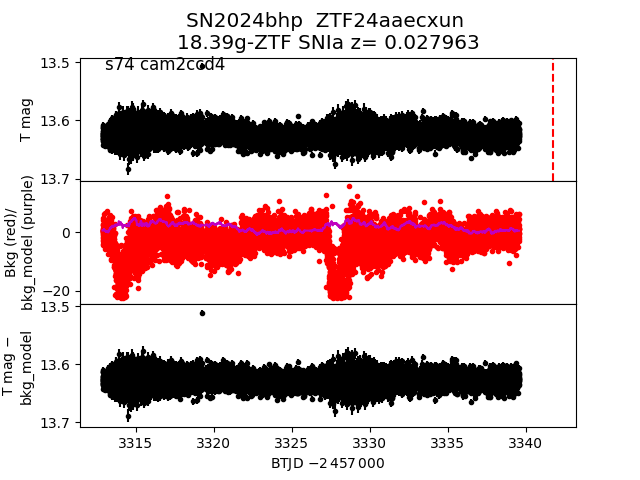 SN2024bhp ZTF24aaecxun
18.39g-ZTF SNIa z= 0.027963
s74 cam2ccd4
13.5
13.6
13.7
T mag
0
−20
Bkg (red)/
bkg_model (purple)
13.5
13.6
13.7
T mag −
bkg_model
3315 3320 3325 3330 3335 3340
BTJD −2 457 000